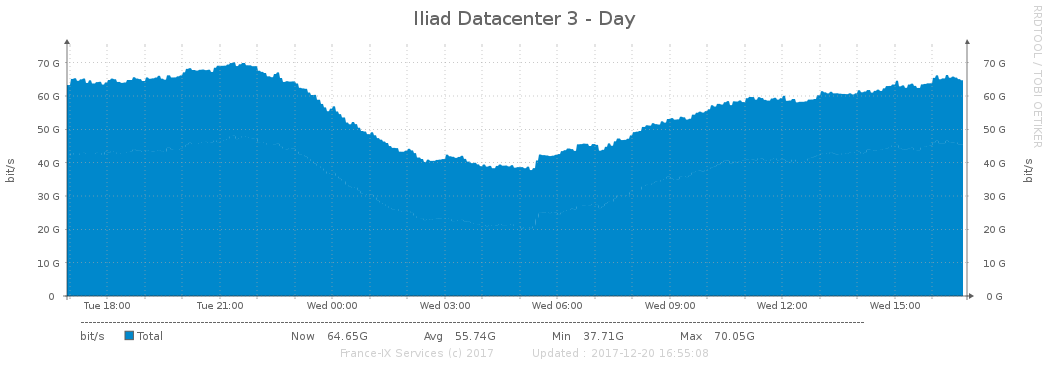 Iliad Datacenter 3 - Day
RRDTOOL / TOBI OETIKER
bit/s
70 G
60 G
50 G
40 G
30 G
20 G
10 G
0
70 G
60 G
50 G
40 G
30 G
20 G
10 G
0 G
bit/s
Tue 18:00 Tue 21:00 Wed 00:00 Wed 03:00 Wed 06:00 Wed 09:00 Wed 12:00 Wed 15:00
bit/s Total Now 64.65G Avg 55.74G Min 37.71G Max 70.05G
France-IX Services (c) 2017 Updated : 2017-12-20 16:55:08